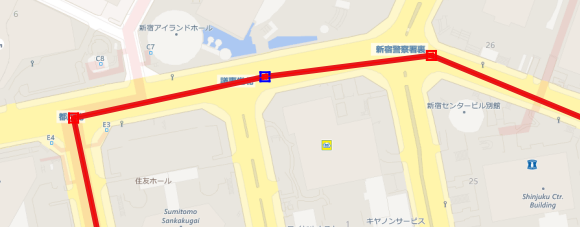 6
新宿アイランドホール
C7
C8
新宿警察署裏
26
新宿センタービル別館
都
E4
E3
住友ホール
25
Sumitomo
Sankakugai
キヤノンサービス
Shinjuku Ctr.
Building